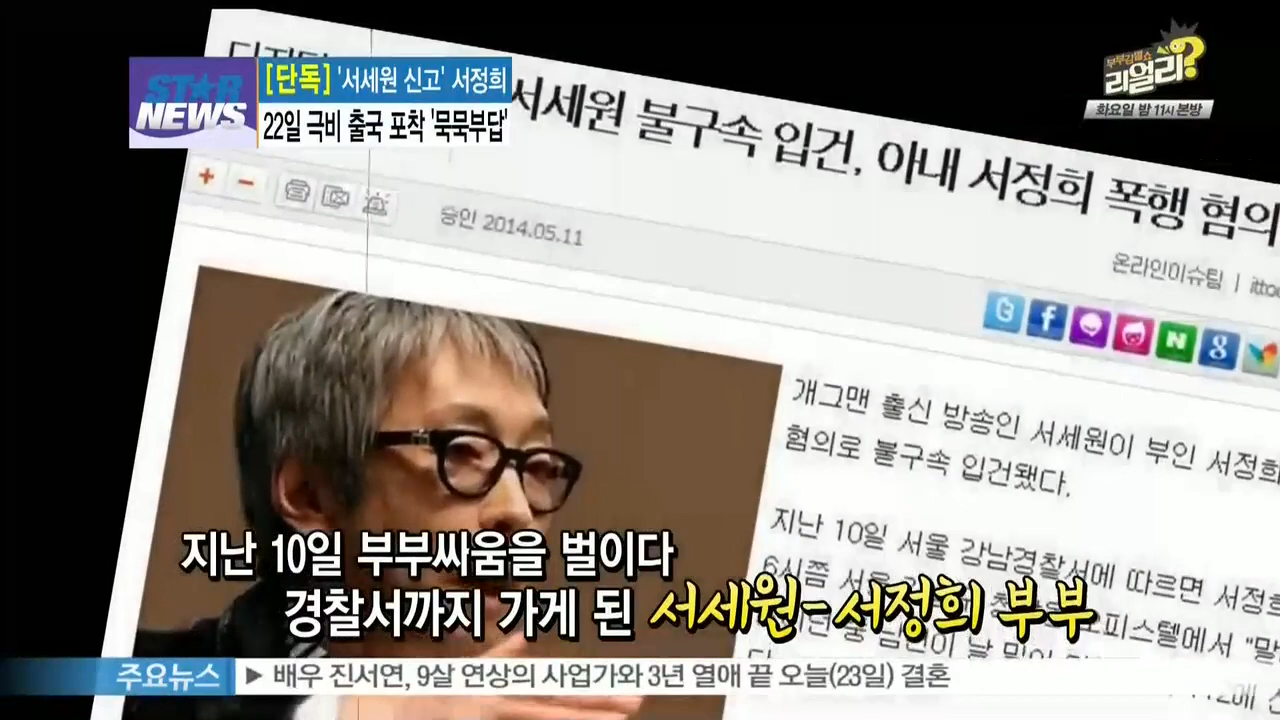 STAR NEWS
[단독] '서세원 신고' 서정희
22일 극비 출국 포착 '묵묵부답'
부부감별쇼
리얼리?
화요일 밤 11시 본방
서세원 불구속 입건, 아내 서정희 폭행 혐의
승인 2014.05.11
온라인이슈팀 |
개그맨 출신 방송인 서세원이 부인 서정희
혐의로 불구속 입건됐다.
지난 10일 서울 강남경찰서에 따르면 서정희
6시쯤
피스텔에서 "말
지난 10일 부부싸움을 벌이다
경찰서까지 가게 된 서세원-서정희 부부
주요뉴스 ▶ 배우 진서연, 9살 연상의 사업가와 3년 열애 끝 오늘(23일) 결혼